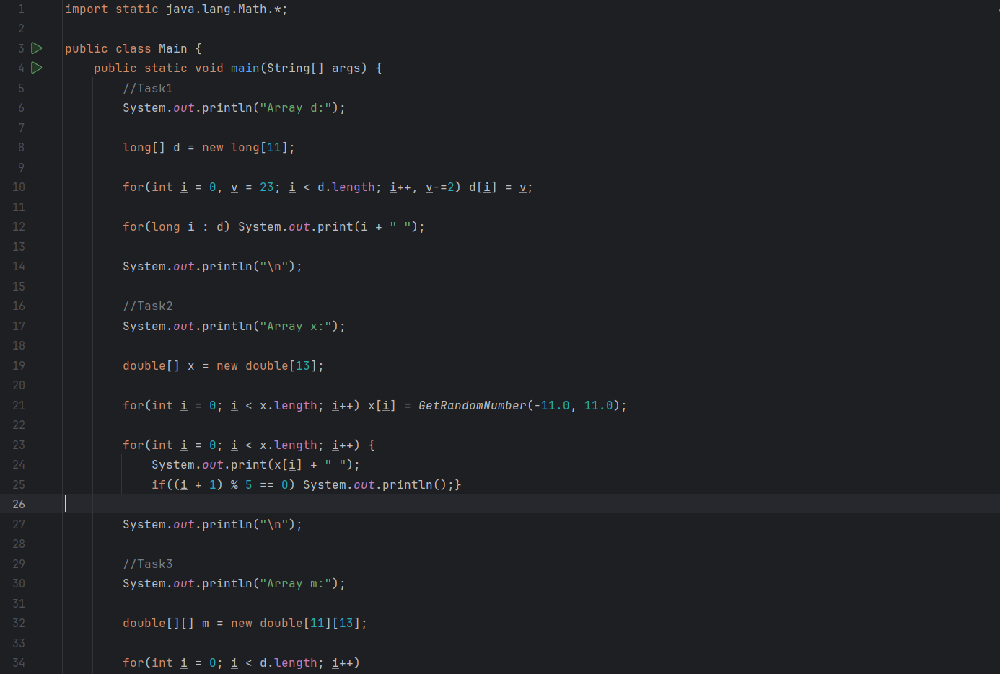 1 import static java.lang.Math.*;
2
3 public class Main {
4     public static void main(String[] args) {
5         //Task1
6         System.out.println("Array d:");
7
8         long[] d = new long[11];
9
10         for(int i = 0, v = 23; i < d.length; i++, v-=2) d[i] = v;
11
12         for(long i : d) System.out.print(i + " ");
13
14         System.out.println("\n");
15
16         //Task2
17         System.out.println("Array x:");
18
19         double[] x = new double[13];
20
21         for(int i = 0; i < x.length; i++) x[i] = GetRandomNumber(-11.0, 11.0);
22
23         for(int i = 0; i < x.length; i++) {
24             System.out.print(x[i] + " ");
25             if((i + 1) % 5 == 0) System.out.println();}
26
27         System.out.println("\n");
28
29         //Task3
30         System.out.println("Array m:");
31
32         double[][] m = new double[11][13];
33
34         for(int i = 0; i < d.length; i++)